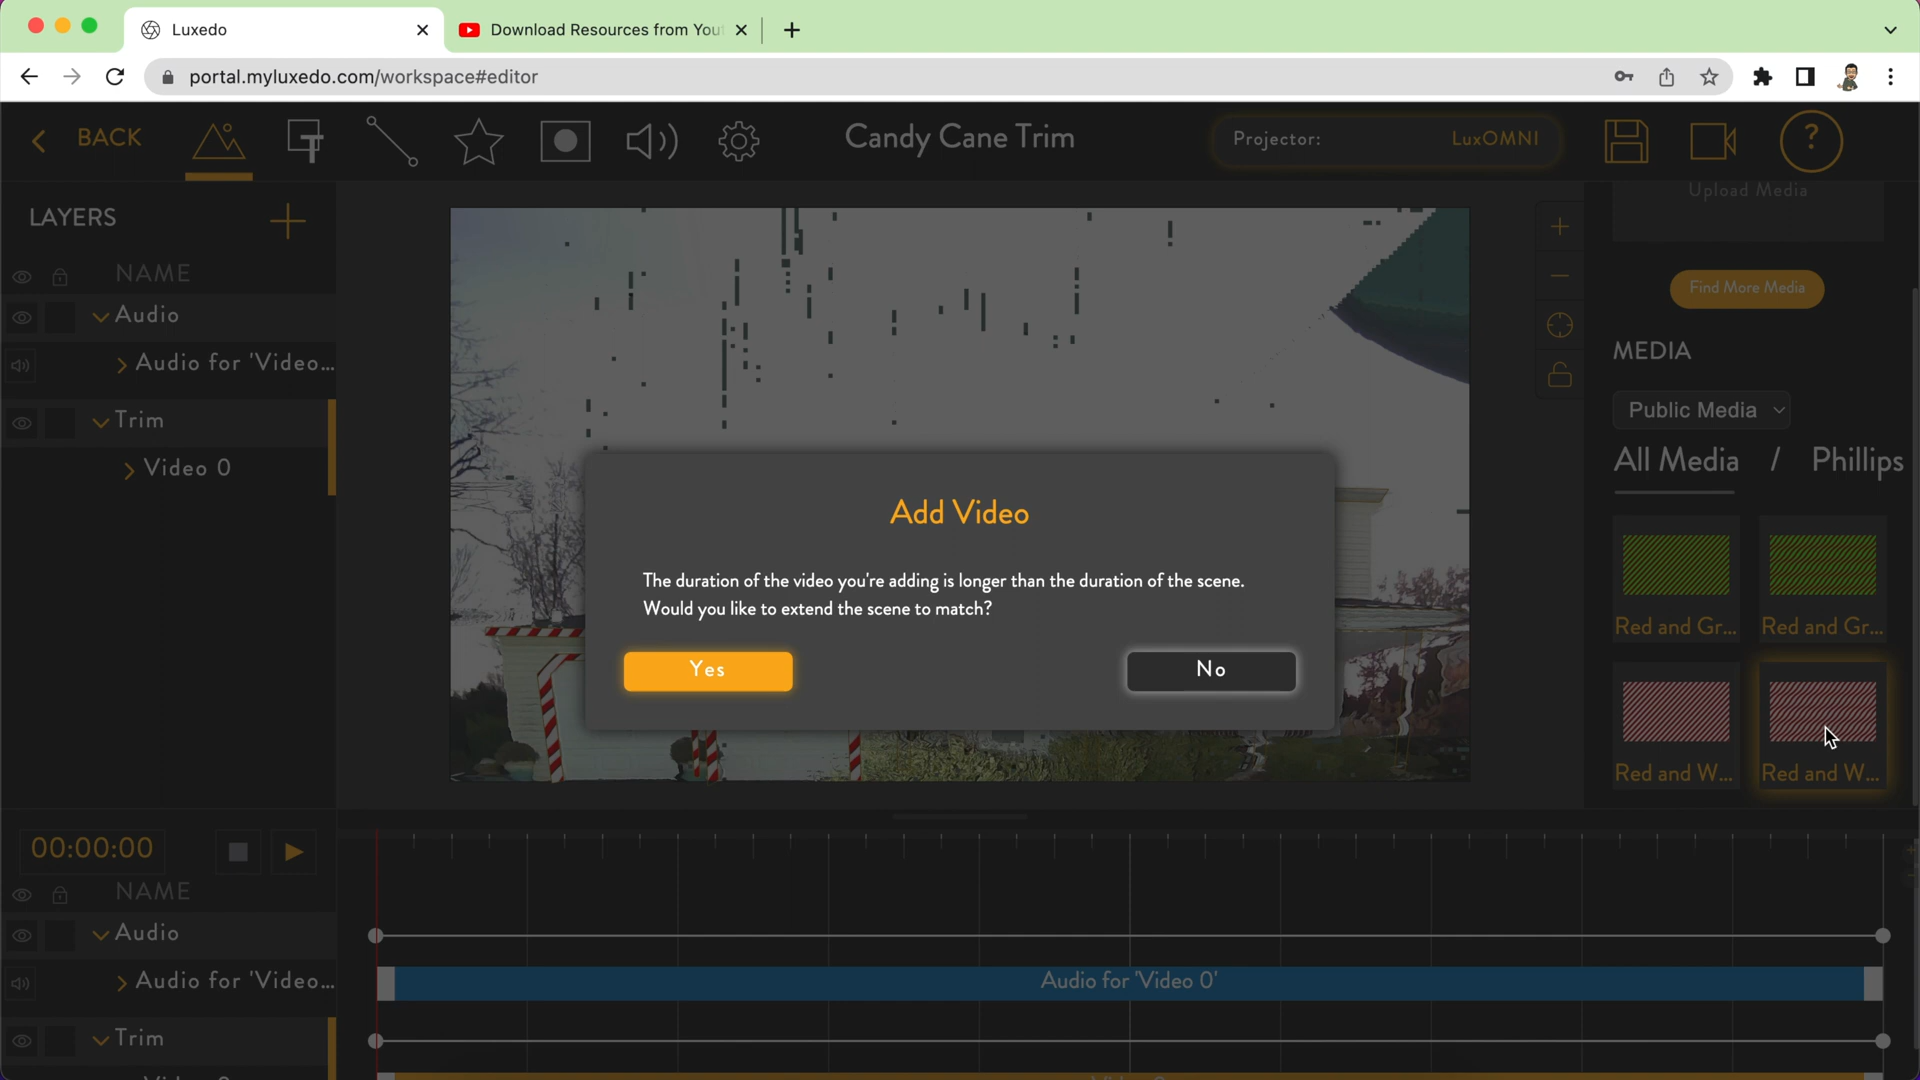 Luxedo
Download Resources from You
portal.myluxedo.com/workspace#editor
BACK
Candy Cane Trim
Projector:
LuxOMNI
?
LAYERS
NAME
Audio
Audio for 'Video...
Trim
Video 0
Upload Media
Find More Media
MEDIA
Public Media
All Media / Phillips
Red and Gr...
Red and Gr...
Red and W...
Red and W...
Add Video
The duration of the video you're adding is longer than the duration of the scene.
Would you like to extend the scene to match?
Yes
No
00:00:00
NAME
Audio
Audio for 'Video...
Audio for 'Video 0'
Trim